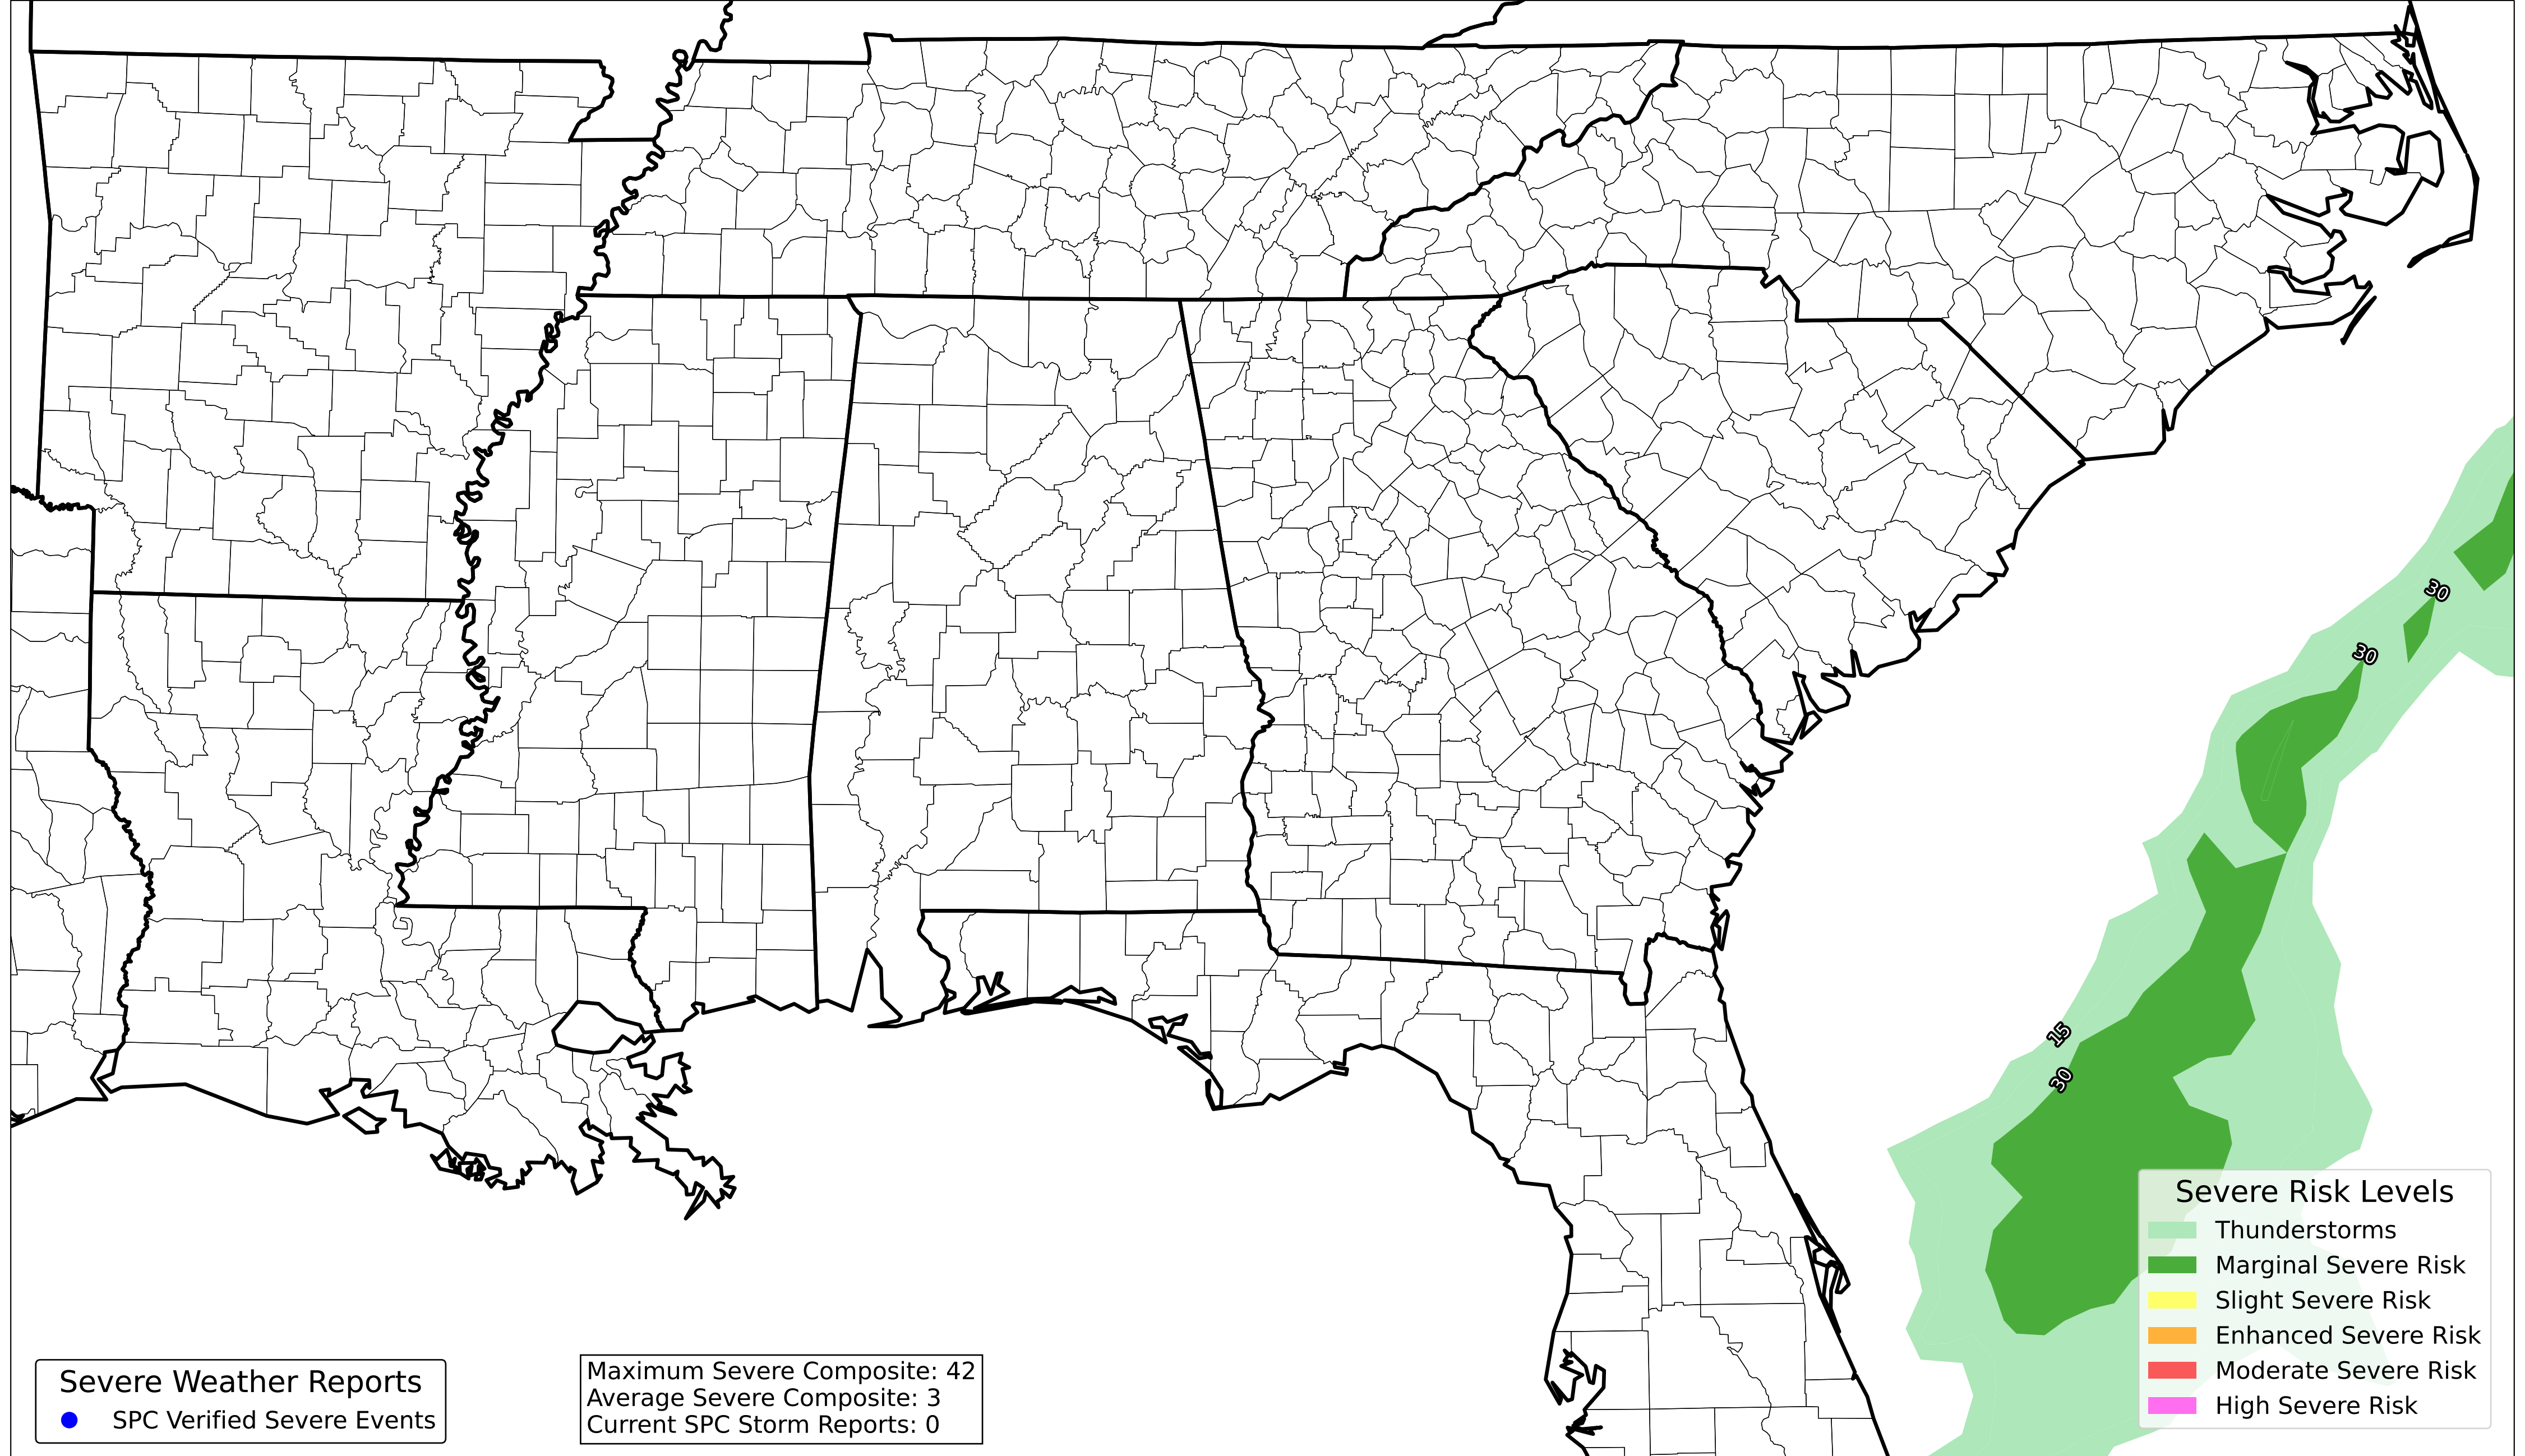 30
30
15
30
Severe Risk Levels
Thunderstorms
Marginal Severe Risk
Slight Severe Risk
Enhanced Severe Risk
Moderate Severe Risk
High Severe Risk
Severe Weather Reports
SPC Verified Severe Events
Maximum Severe Composite: 42
Average Severe Composite: 3
Current SPC Storm Reports: 0